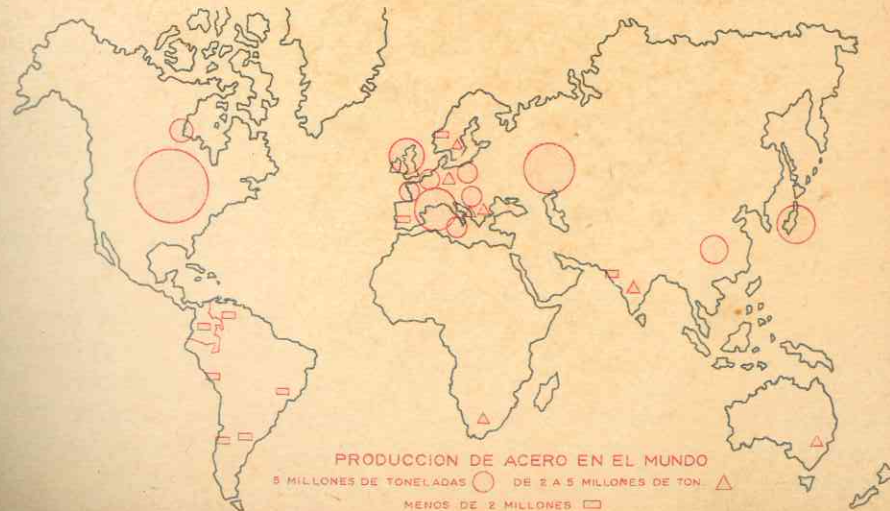 PRODUCCION DE ACERO EN EL MUNDO
5 MILLONES DE TONELADAS DE 2 A 5 MILLONES DE TON.
MENOS DE 2 MILLONES